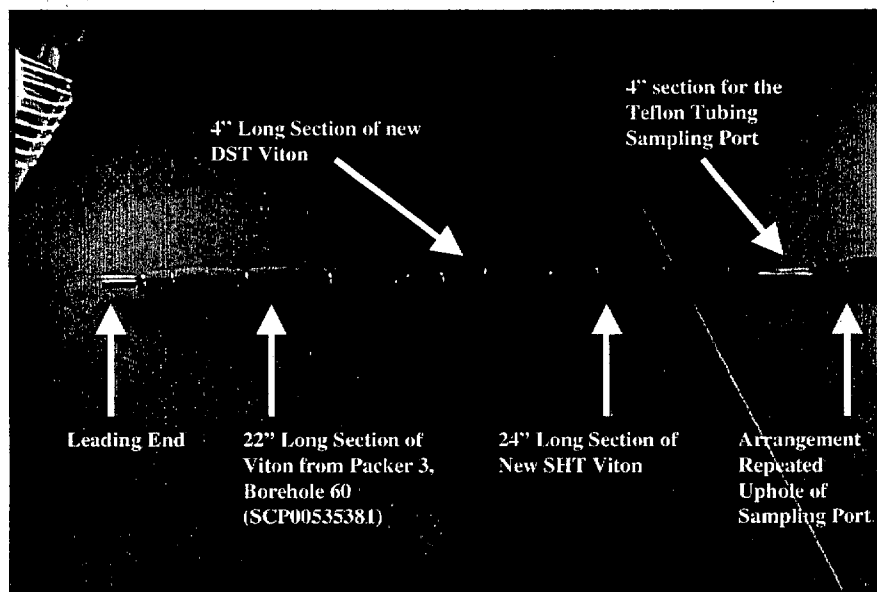 4” Long Section of new
DST Viton
4” section for the
Teflon Tubing
Sampling Port
Leading End
22” Long Section of
Viton from Packer 3,
Borehole 60
(SCP00535381)
24” Long Section of
New SHT Viton
Arrangement
Repeated
Uphole of
Sampling Port